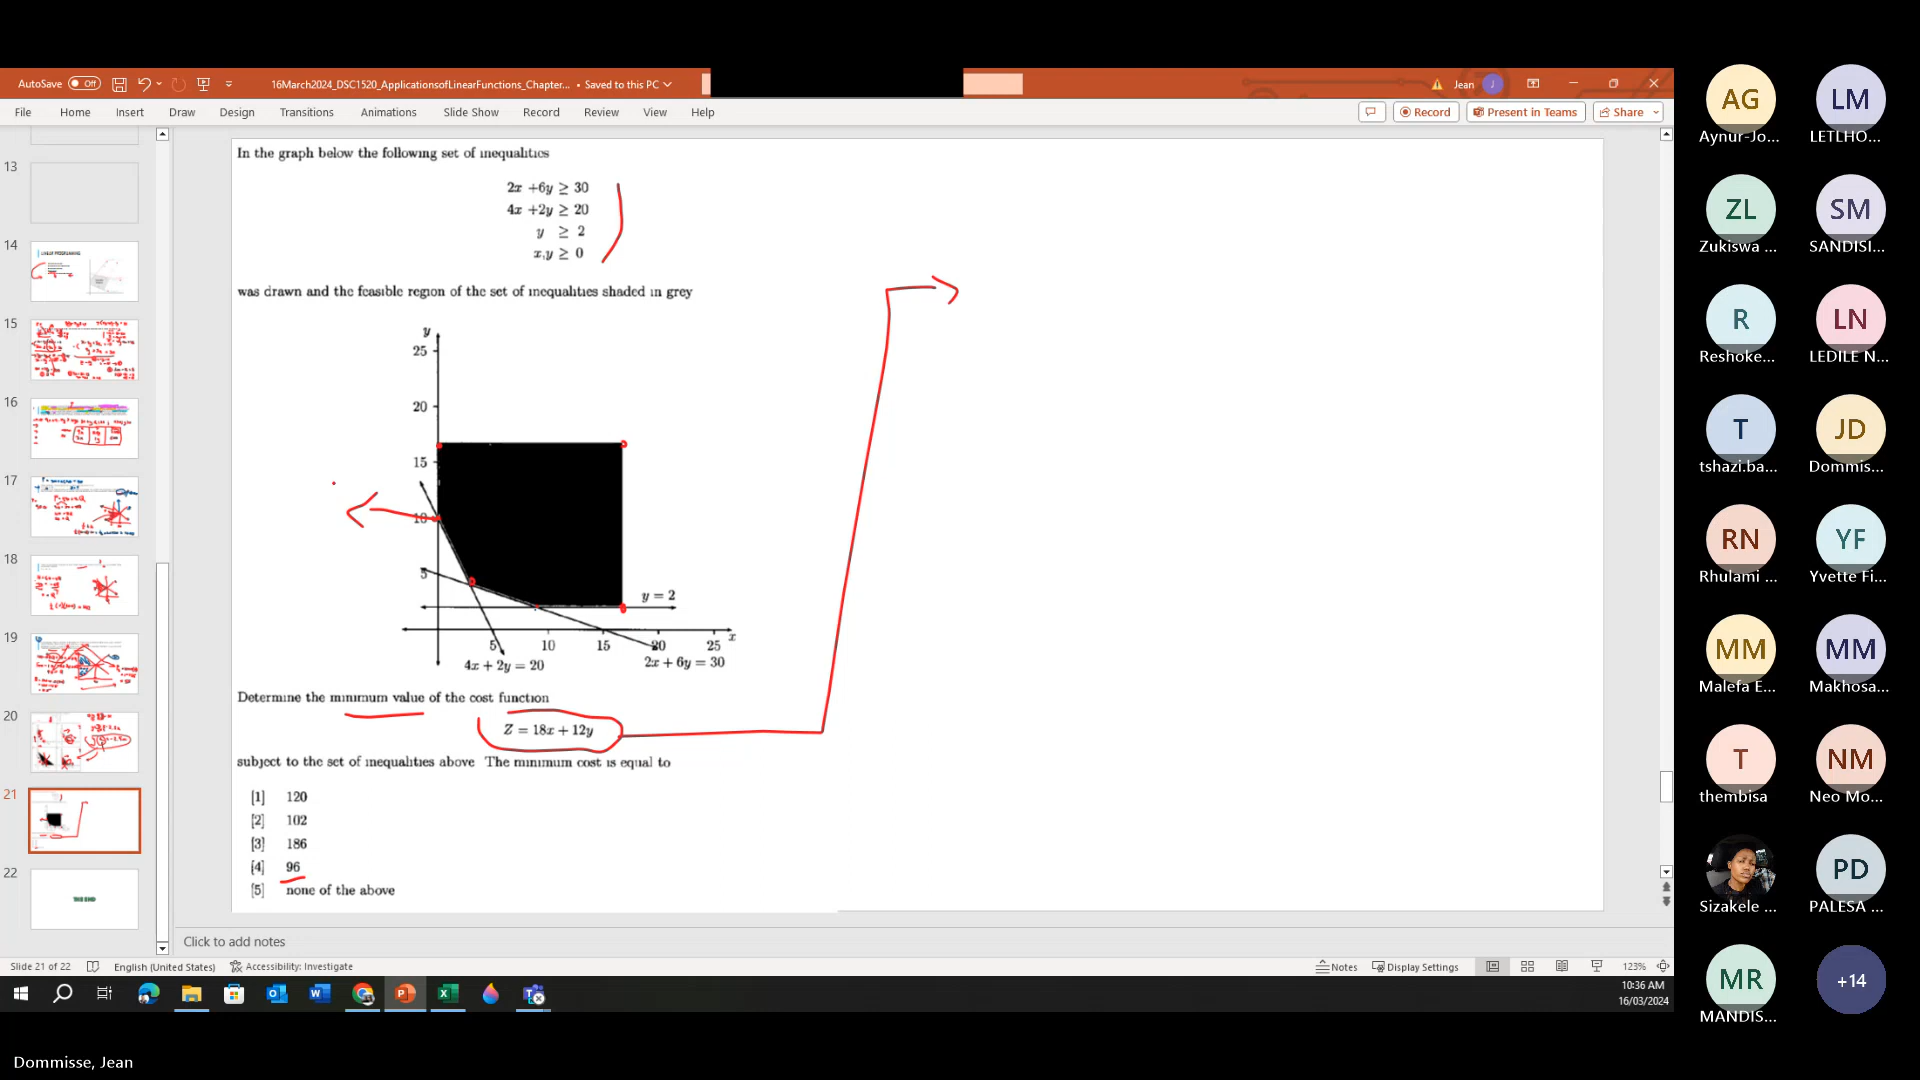 AutoSave Off
16March2024_DSC1520_ApplicationsofLinearFunctions_Chapter... • Saved to this PC
Jean J
File Home Insert Draw Design Transitions Animations Slide Show Record Review View Help
Record Present in Teams Share
13
14
15
16
17
18
19
20
21
22
LINEAR PROGRAMMING
THE END
In the graph below the following set of inequalities
2x +6y ≥ 30
4x +2y ≥ 20
y ≥ 2
x,y ≥ 0
was drawn and the feasible region of the set of inequalities shaded in grey
y
25
20
15
10
5
y = 2
5 10 15 20 25 x
4x + 2y = 20
2x + 6y = 30
Determine the minimum value of the cost function
Z = 18x + 12y
subject to the set of inequalities above The minimum cost is equal to
[1] 120
[2] 102
[3] 186
[4] 96
[5] none of the above
Click to add notes
Slide 21 of 22 English (United States) Accessibility: Investigate
Notes Display Settings 123%
10:36 AM
16/03/2024
Dommisse, Jean
AG LM
Aynur-Jo... LETLHO...
ZL SM
Zukiswa ... SANDISI...
R LN
Reshoke... LEDILE N...
T JD
tshazi.ba... Dommis...
RN YF
Rhulami ... Yvette Fi...
MM MM
Malefa E... Makhosa...
T NM
thembisa Neo Mo...
PD
Sizakele ... PALESA ...
MR +14
MANDIS...